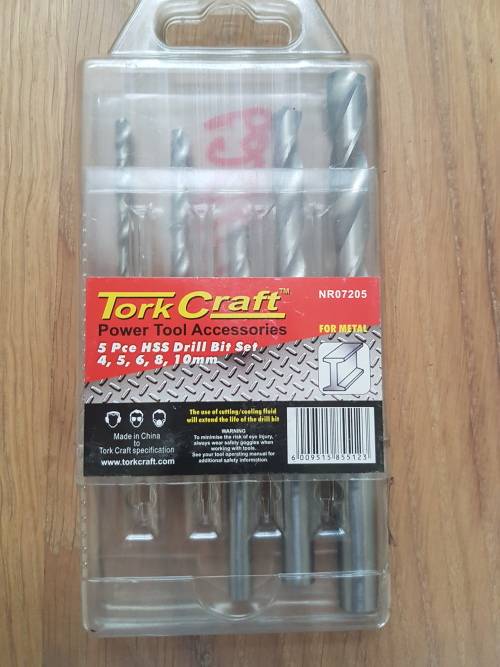 Tork Craft™
NR07205
Power Tool Accessories
FOR METAL
5 Pce HSS Drill Bit Set
4, 5, 6, 8, 10mm
Made in China
to
Tork Craft specification
www.torkcraft.com
The use of cutting/cooling fluid
will extend the life of the drill bit
WARNING
To minimise the risk of eye injury,
always wear safety goggles when
working with tools.
See your tool operating manual for
additional safety information.
6 009515 855123